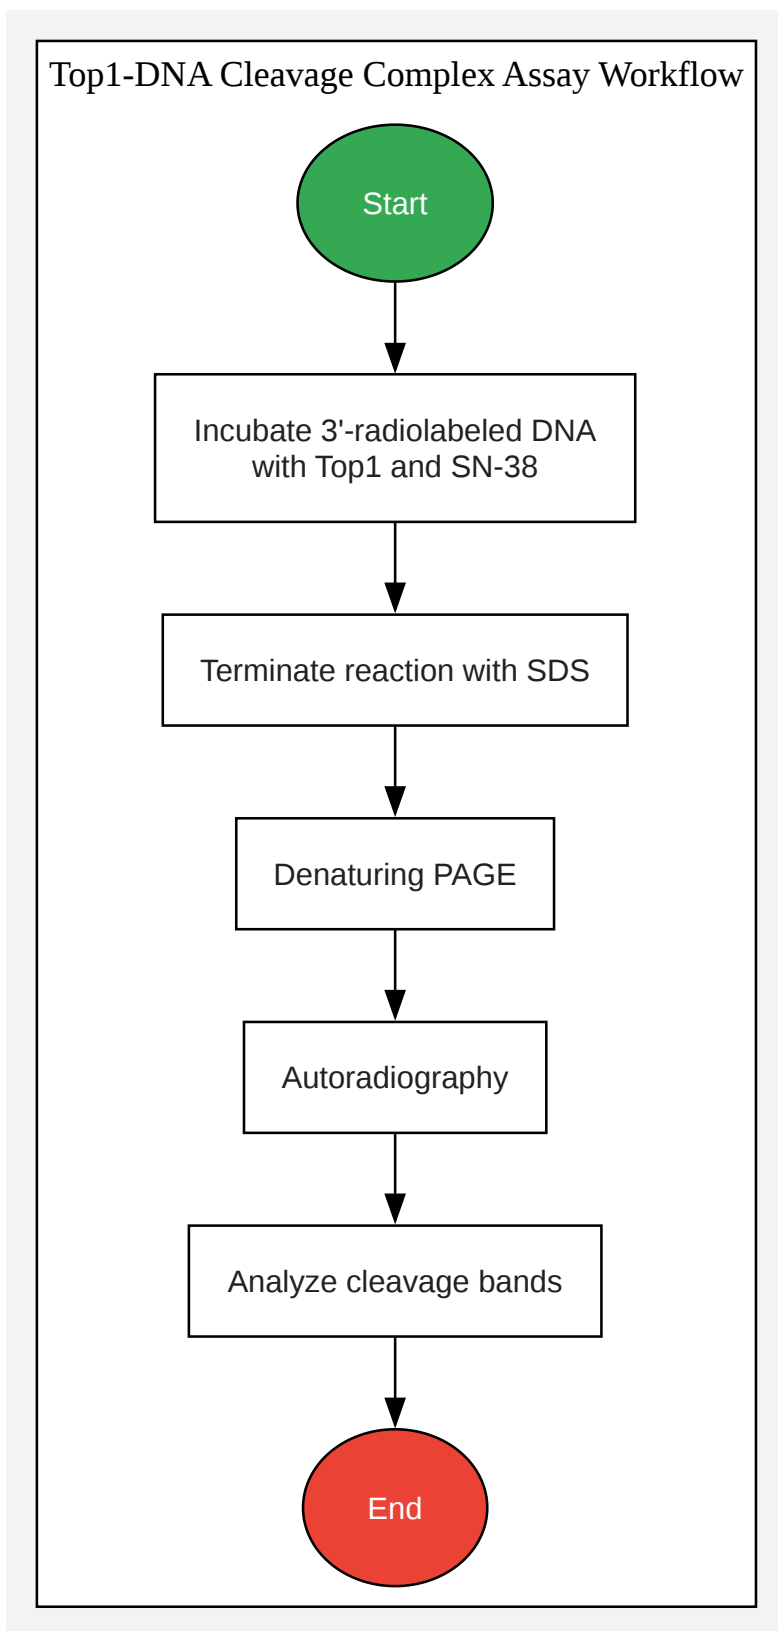 Top1-DNA Cleavage Complex Assay Workflow
Start
Incubate 3'-radiolabeled DNA
with Top1 and SN-38
Terminate reaction with SDS
Denaturing PAGE
Autoradiography
Analyze cleavage bands
End